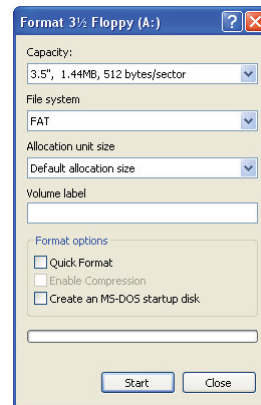 Format 3½ Floppy (A:)
Capacity:
3.5", 1.44MB, 512 bytes/sector
File system
FAT
Allocation unit size
Default allocation size
Volume label
Format options
Quick Format
Enable Compression
Create an MS-DOS startup disk
Start Close